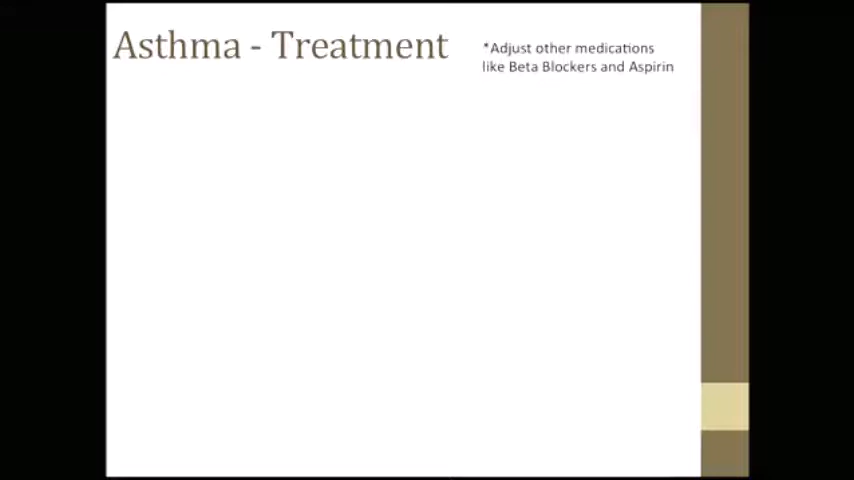 Asthma - Treatment
*Adjust other medications
like Beta Blockers and Aspirin